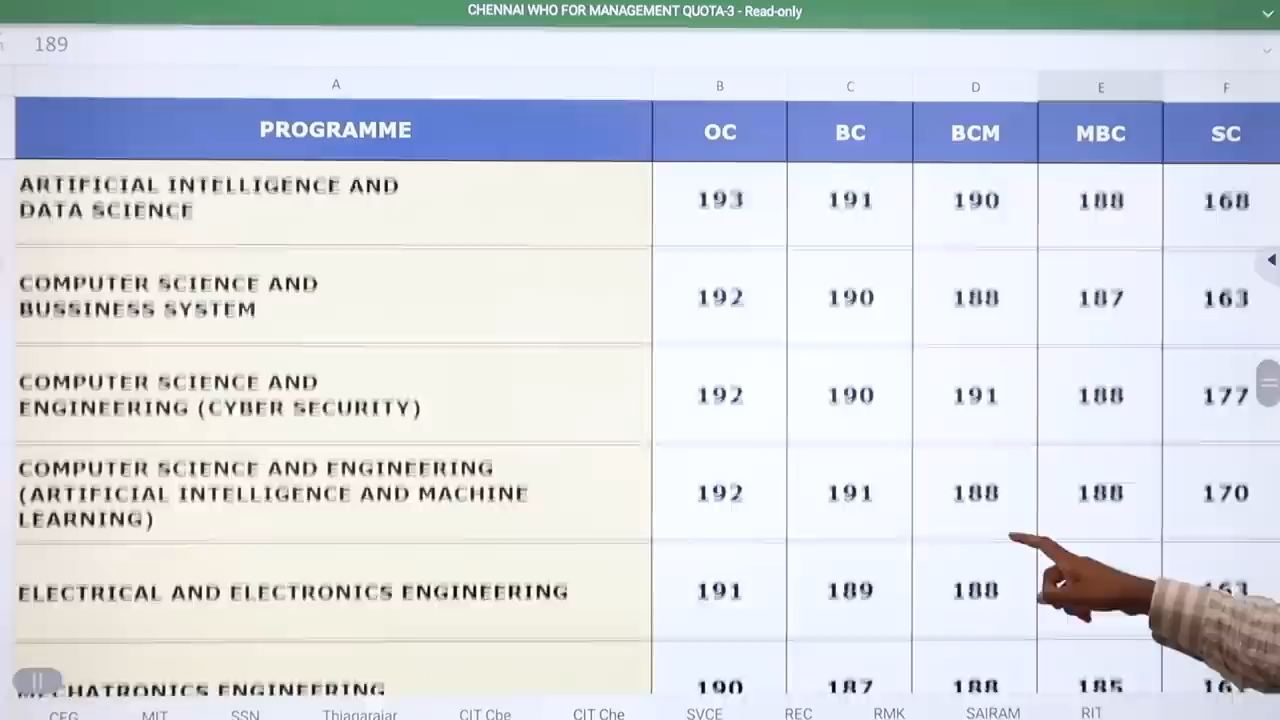 CHENNAI WHO FOR MANAGEMENT QUOTA-3 - Read-only
189
A B C D E F
PROGRAMME OC BC BCM MBC SC
ARTIFICIAL INTELLIGENCE AND
DATA SCIENCE 193 191 190 188 168
COMPUTER SCIENCE AND
BUSSINESS SYSTEM 192 190 188 187 163
COMPUTER SCIENCE AND
ENGINEERING (CYBER SECURITY) 192 190 191 188 177
COMPUTER SCIENCE AND ENGINEERING
(ARTIFICIAL INTELLIGENCE AND MACHINE
LEARNING) 192 191 188 188 170
ELECTRICAL AND ELECTRONICS ENGINEERING 191 189 188
MECHATRONICS ENGINEERING 190 187 188 185
CEG MIT SSN Thiagarajar CIT Cbe CIT Che SVCE REC RMK SAIRAM RIT